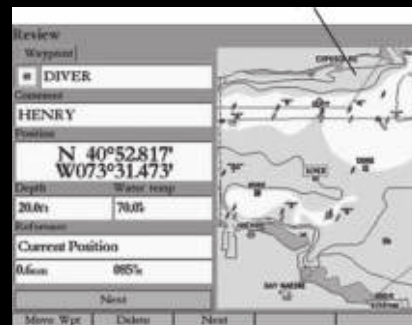 Review
Waypoint
DIVER
Comment
HENRY
Position
N 40°52.817'
W073°31.473'
Depth Water temp
20.0ft 70.0°F
Reference
Current Position
0.6nm 085°M
Next
Move Wpt Delete Next